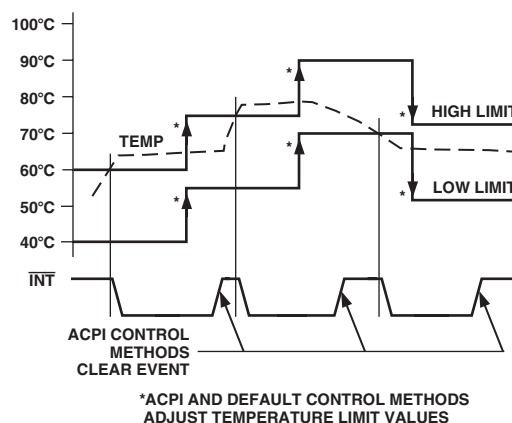 100°C
90°C
80°C
70°C
60°C
50°C
40°C
TEMP
*
*
*
*
*
*
HIGH LIMIT
LOW LIMIT
INT
ACPI CONTROL
METHODS
CLEAR EVENT
*ACPI AND DEFAULT CONTROL METHODS
ADJUST TEMPERATURE LIMIT VALUES